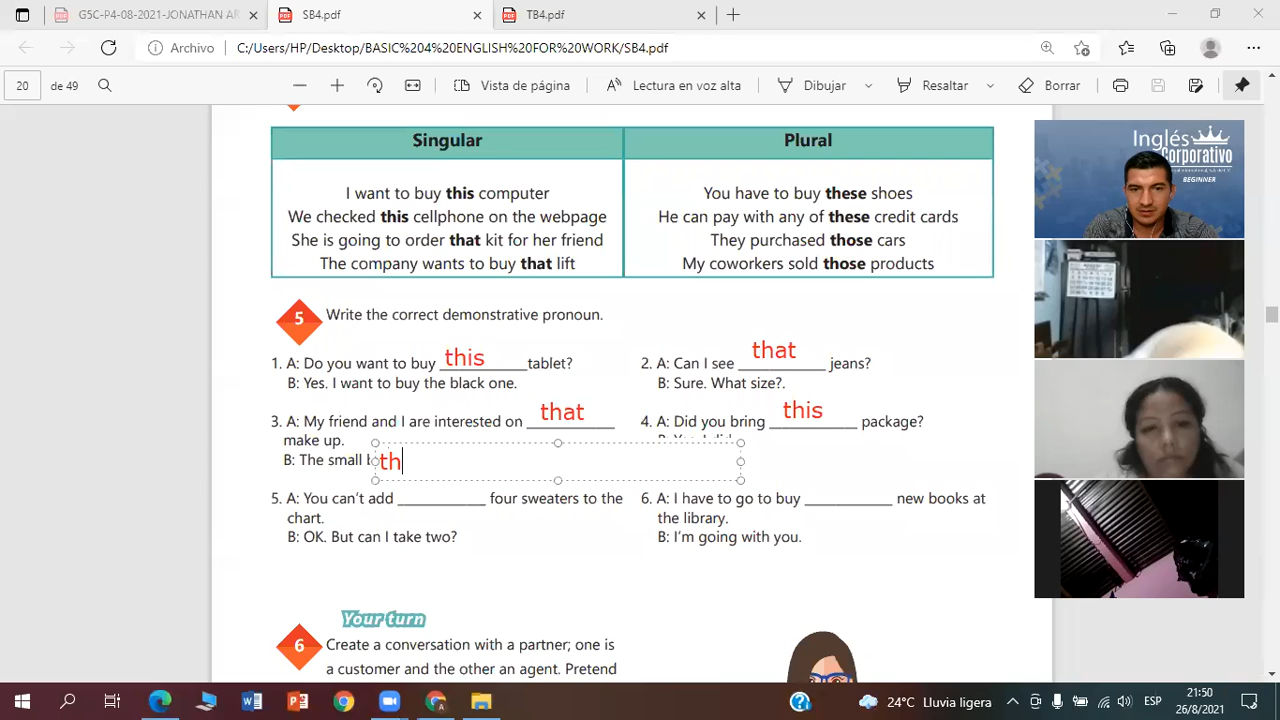 G5C-P4-08-2021-JONATHAN AR
SB4.pdf
TB4.pdf
Archivo
C:/Users/HP/Desktop/BASIC%204%20ENGLISH%20FOR%20WORK/SB4.pdf
20
de 49
Vista de página
Lectura en voz alta
Dibujar
Resaltar
Borrar
Singular
Plural
I want to buy this computer
We checked this cellphone on the webpage
She is going to order that kit for her friend
The company wants to buy that lift
You have to buy these shoes
He can pay with any of these credit cards
They purchased those cars
My coworkers sold those products
5
Write the correct demonstrative pronoun.
1. A: Do you want to buy this tablet?
B: Yes. I want to buy the black one.
2. A: Can I see that jeans?
B: Sure. What size?.
3. A: My friend and I are interested on that
make up.
B: The small
th
4. A: Did you bring this package?
5. A: You can't add ____________ four sweaters to the
chart.
B: OK. But can I take two?
6. A: I have to go to buy ____________ new books at
the library.
B: I'm going with you.
Your turn
6
Create a conversation with a partner; one is
a customer and the other an agent. Pretend
Inglés
Corporativo
BEGINNER
24°C Lluvia ligera
ESP
21:50
26/8/2021